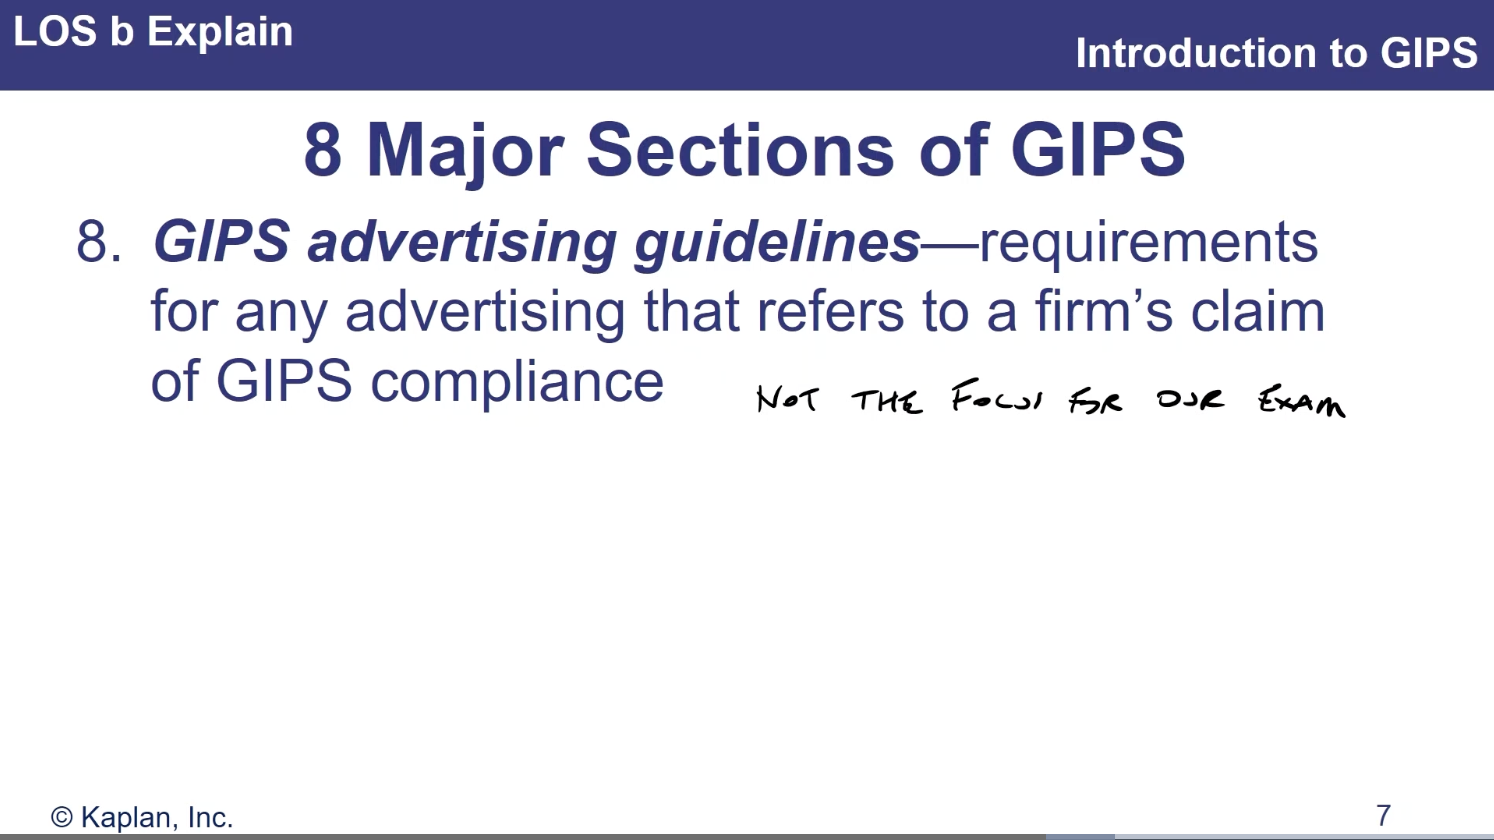 LOS b Explain
Introduction to GIPS
8 Major Sections of GIPS
8. GIPS advertising guidelines—requirements
for any advertising that refers to a firm’s claim
of GIPS compliance
NOT THE FOCUS FOR OUR EXAM
© Kaplan, Inc.
7